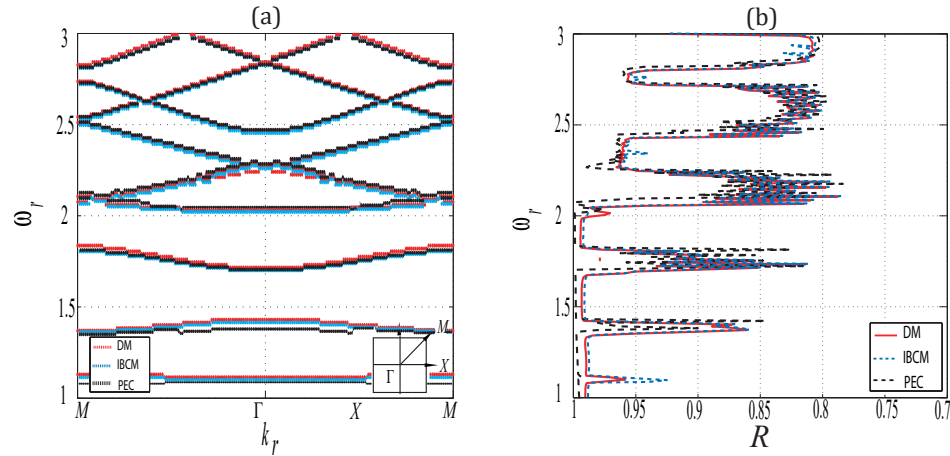 (a)
3
2.5
2
1.5
1
ω_r
DM
IBCM
PEC
M
X
Γ
M Γ X M
k_r
(b)
3
2.5
2
1.5
1
ω_r
DM
IBCM
PEC
1 0.95 0.9 0.85 0.8 0.75 0.7
R